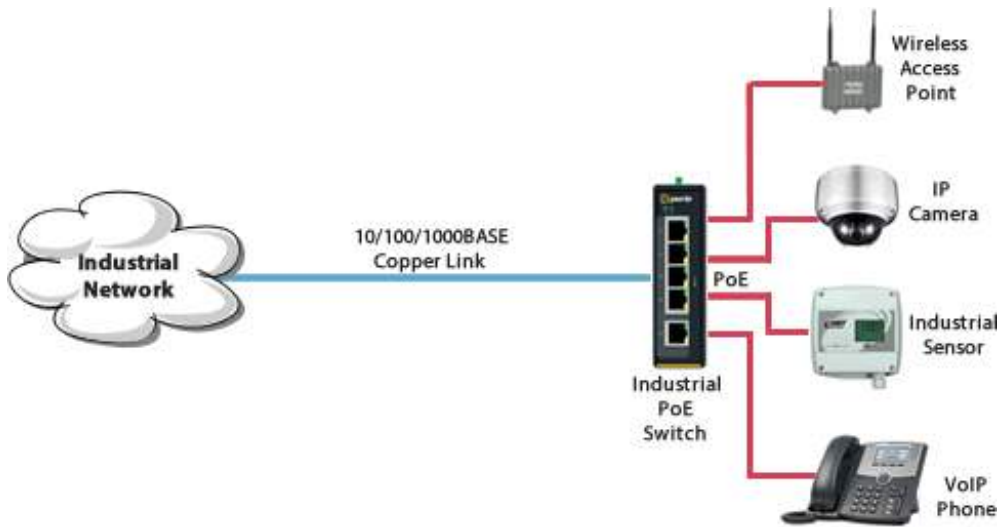 Wireless
Access
Point
IP
Camera
10/100/1000BASE
Copper Link
Industrial
Network
PoE
Industrial
Sensor
Industrial
PoE
Switch
VoIP
Phone